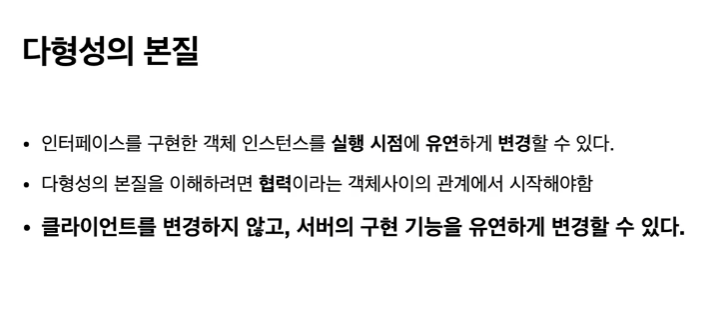 다형성의 본질
• 인터페이스를 구현한 객체 인스턴스를 실행 시점에 유연하게 변경할 수 있다.
• 다형성의 본질을 이해하려면 협력이라는 객체사이의 관계에서 시작해야함
• 클라이언트를 변경하지 않고, 서버의 구현 기능을 유연하게 변경할 수 있다.